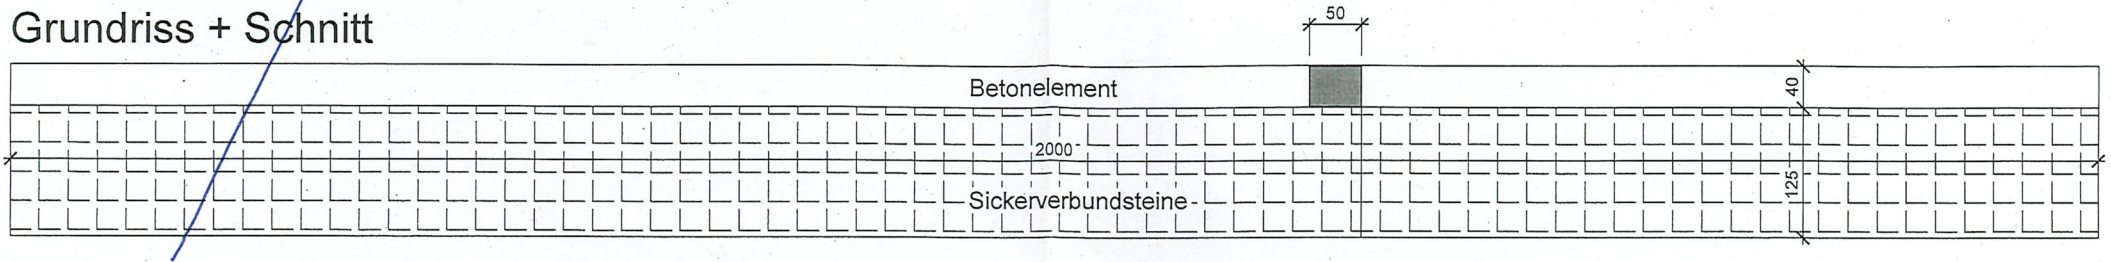 Grundriss + Schnitt
50
Betonelement
40
2000
125
Sickerverbundsteine